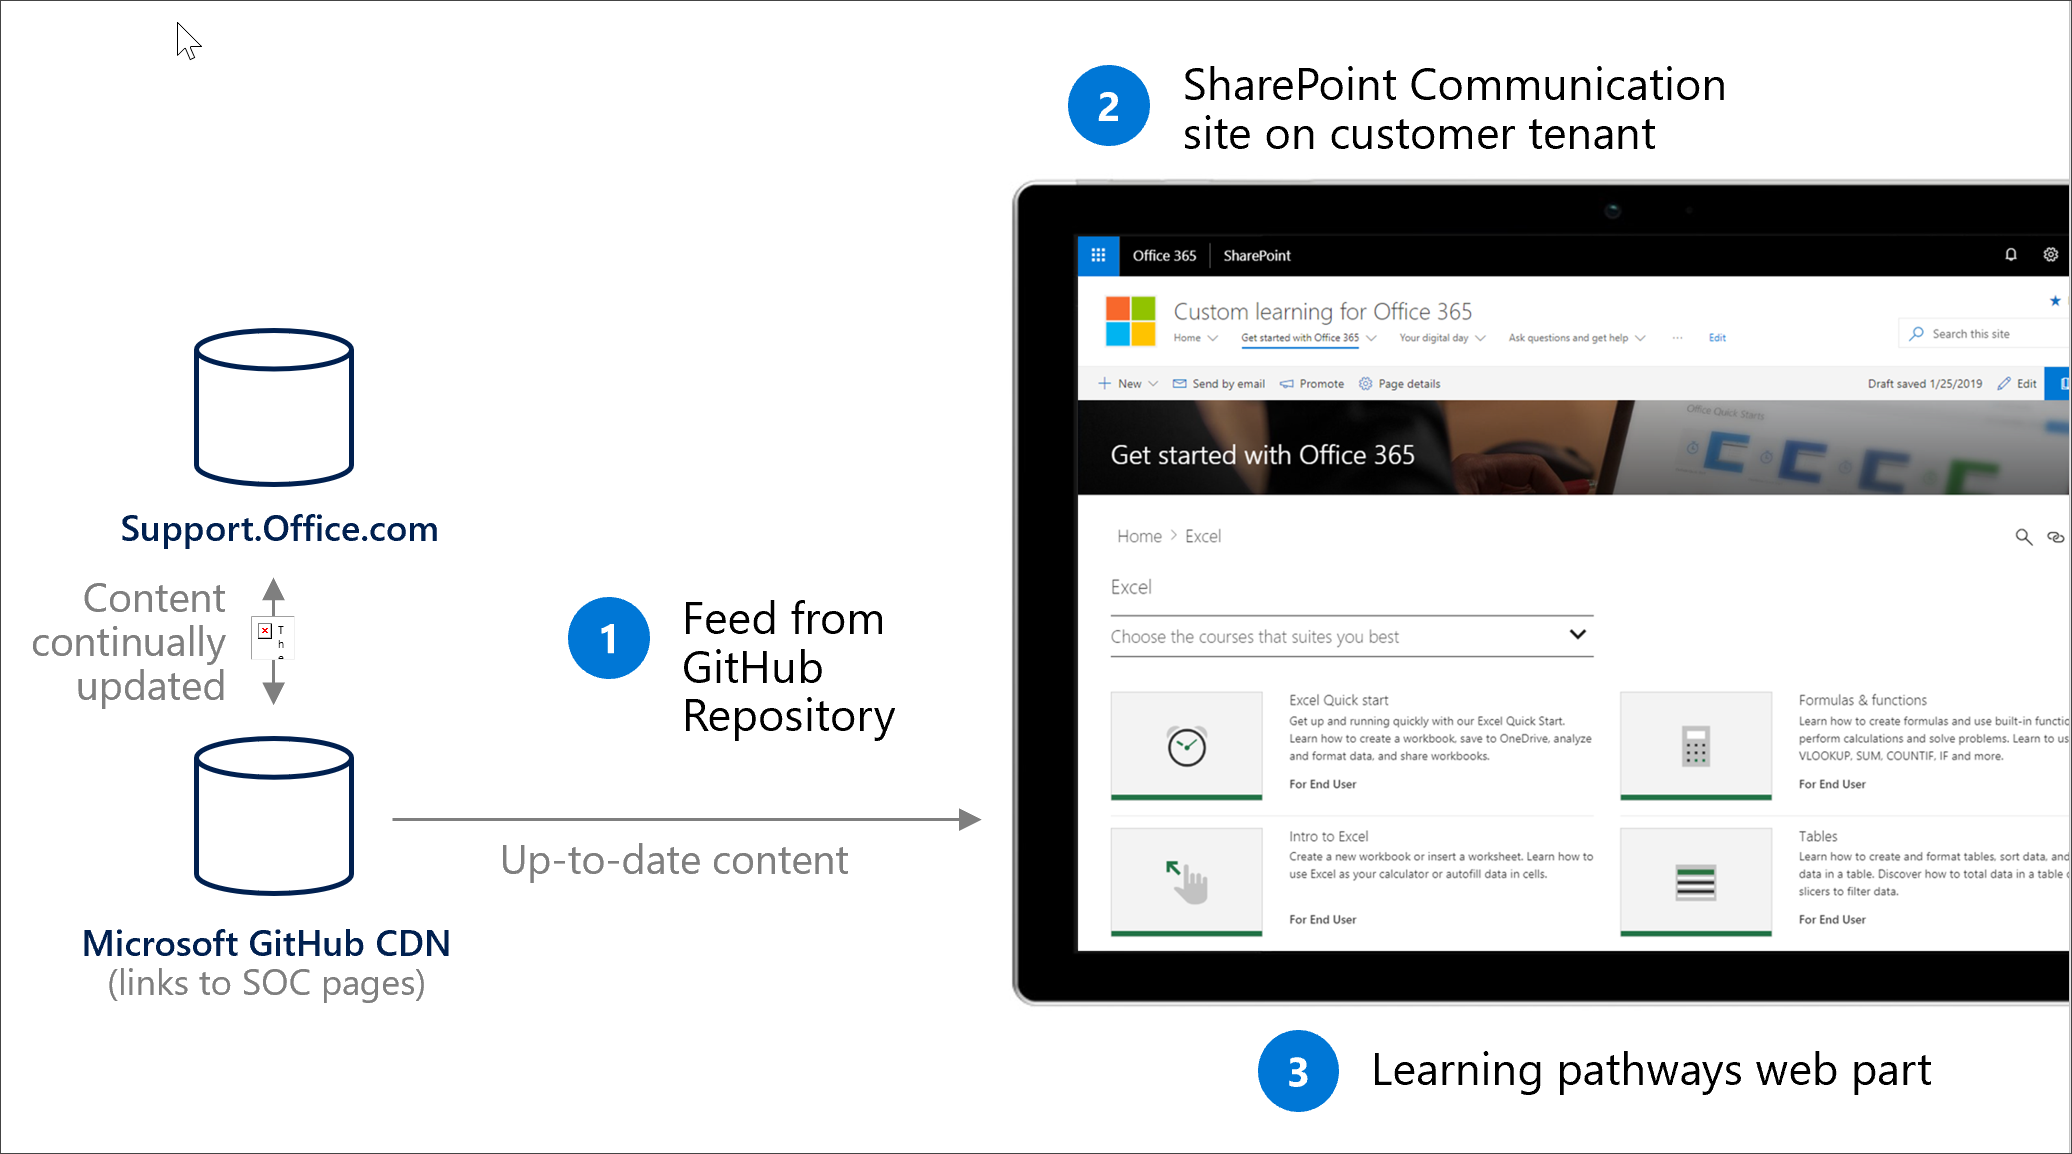 2
SharePoint Communication
site on customer tenant
Office 365
SharePoint
Custom learning for Office 365
Home
Get started with Office 365
Your digital day
Ask questions and get help
...
Edit
Search this site
New
Send by email
Promote
Page details
Draft saved 1/25/2019
Edit
Office Quick Starts
Get started with Office 365
Home > Excel
Excel
Choose the courses that suites you best
Excel Quick start
Get up and running quickly with our Excel Quick Start.
Learn how to create a workbook, save to OneDrive, analyze
and format data, and share workbooks.
For End User
Formulas & functions
Learn how to create formulas and use built-in
perform calculations and solve problems. Learn to
VLOOKUP, SUM, COUNTIF, IF and more.
For End User
Intro to Excel
Create a new workbook or insert a worksheet. Learn how to
use Excel as your calculator or autofill data in cells.
For End User
Tables
Learn how to create and format tables, sort data, and
data in a table. Discover how to total data in a table
slicers to filter data.
For End User
Support.Office.com
Content
continually
updated
T
h
1
Feed from
GitHub
Repository
Up-to-date content
Microsoft GitHub CDN
(links to SOC pages)
3
Learning pathways web part